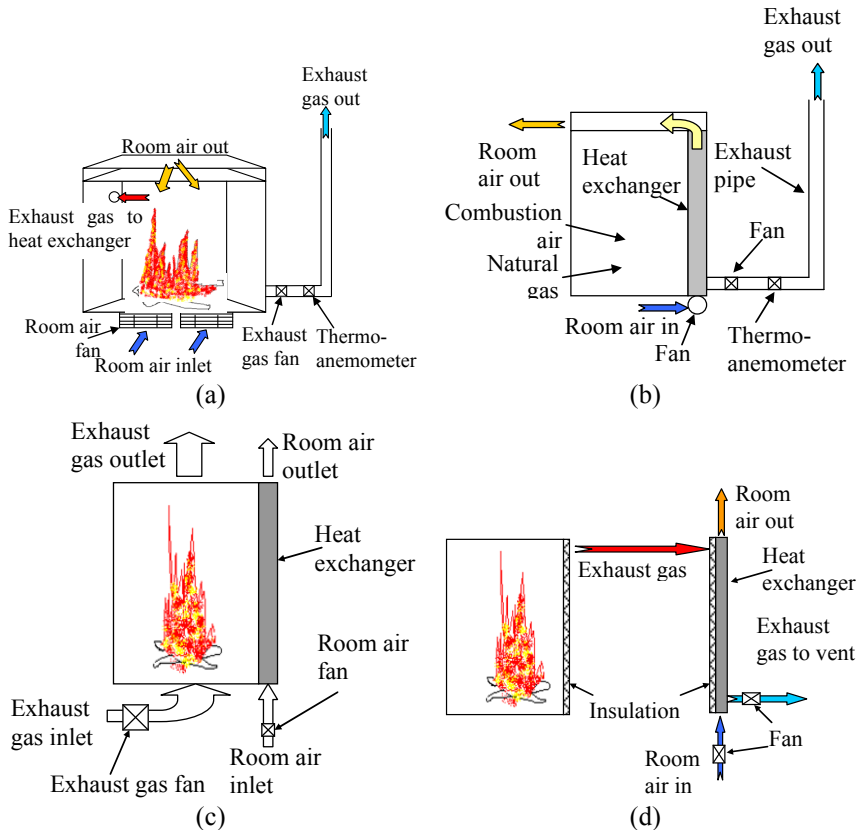 Exhaust
gas out
Room air out
Exhaust gas to
heat exchanger
Room air
fan
Room air inlet
Exhaust
gas fan
Thermo-
anemometer
(a)
Exhaust
gas out
Room
air out
Heat
exchanger
Exhaust
pipe
Combustion
air
Fan
Natural
gas
Room air in
Fan
Thermo-
anemometer
(b)
Exhaust
gas outlet
Room air
outlet
Heat
exchanger
Room air
fan
Exhaust
gas inlet
Room air
inlet
Exhaust gas fan
(c)
Room
air out
Exhaust gas
Heat
exchanger
Exhaust
gas to vent
Insulation
Fan
Room
air in
(d)